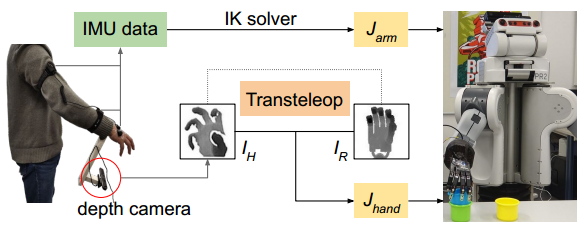 IMU data
IK solver
J_arm
Transteleop
I_H
I_R
depth camera
J_hand
PR2